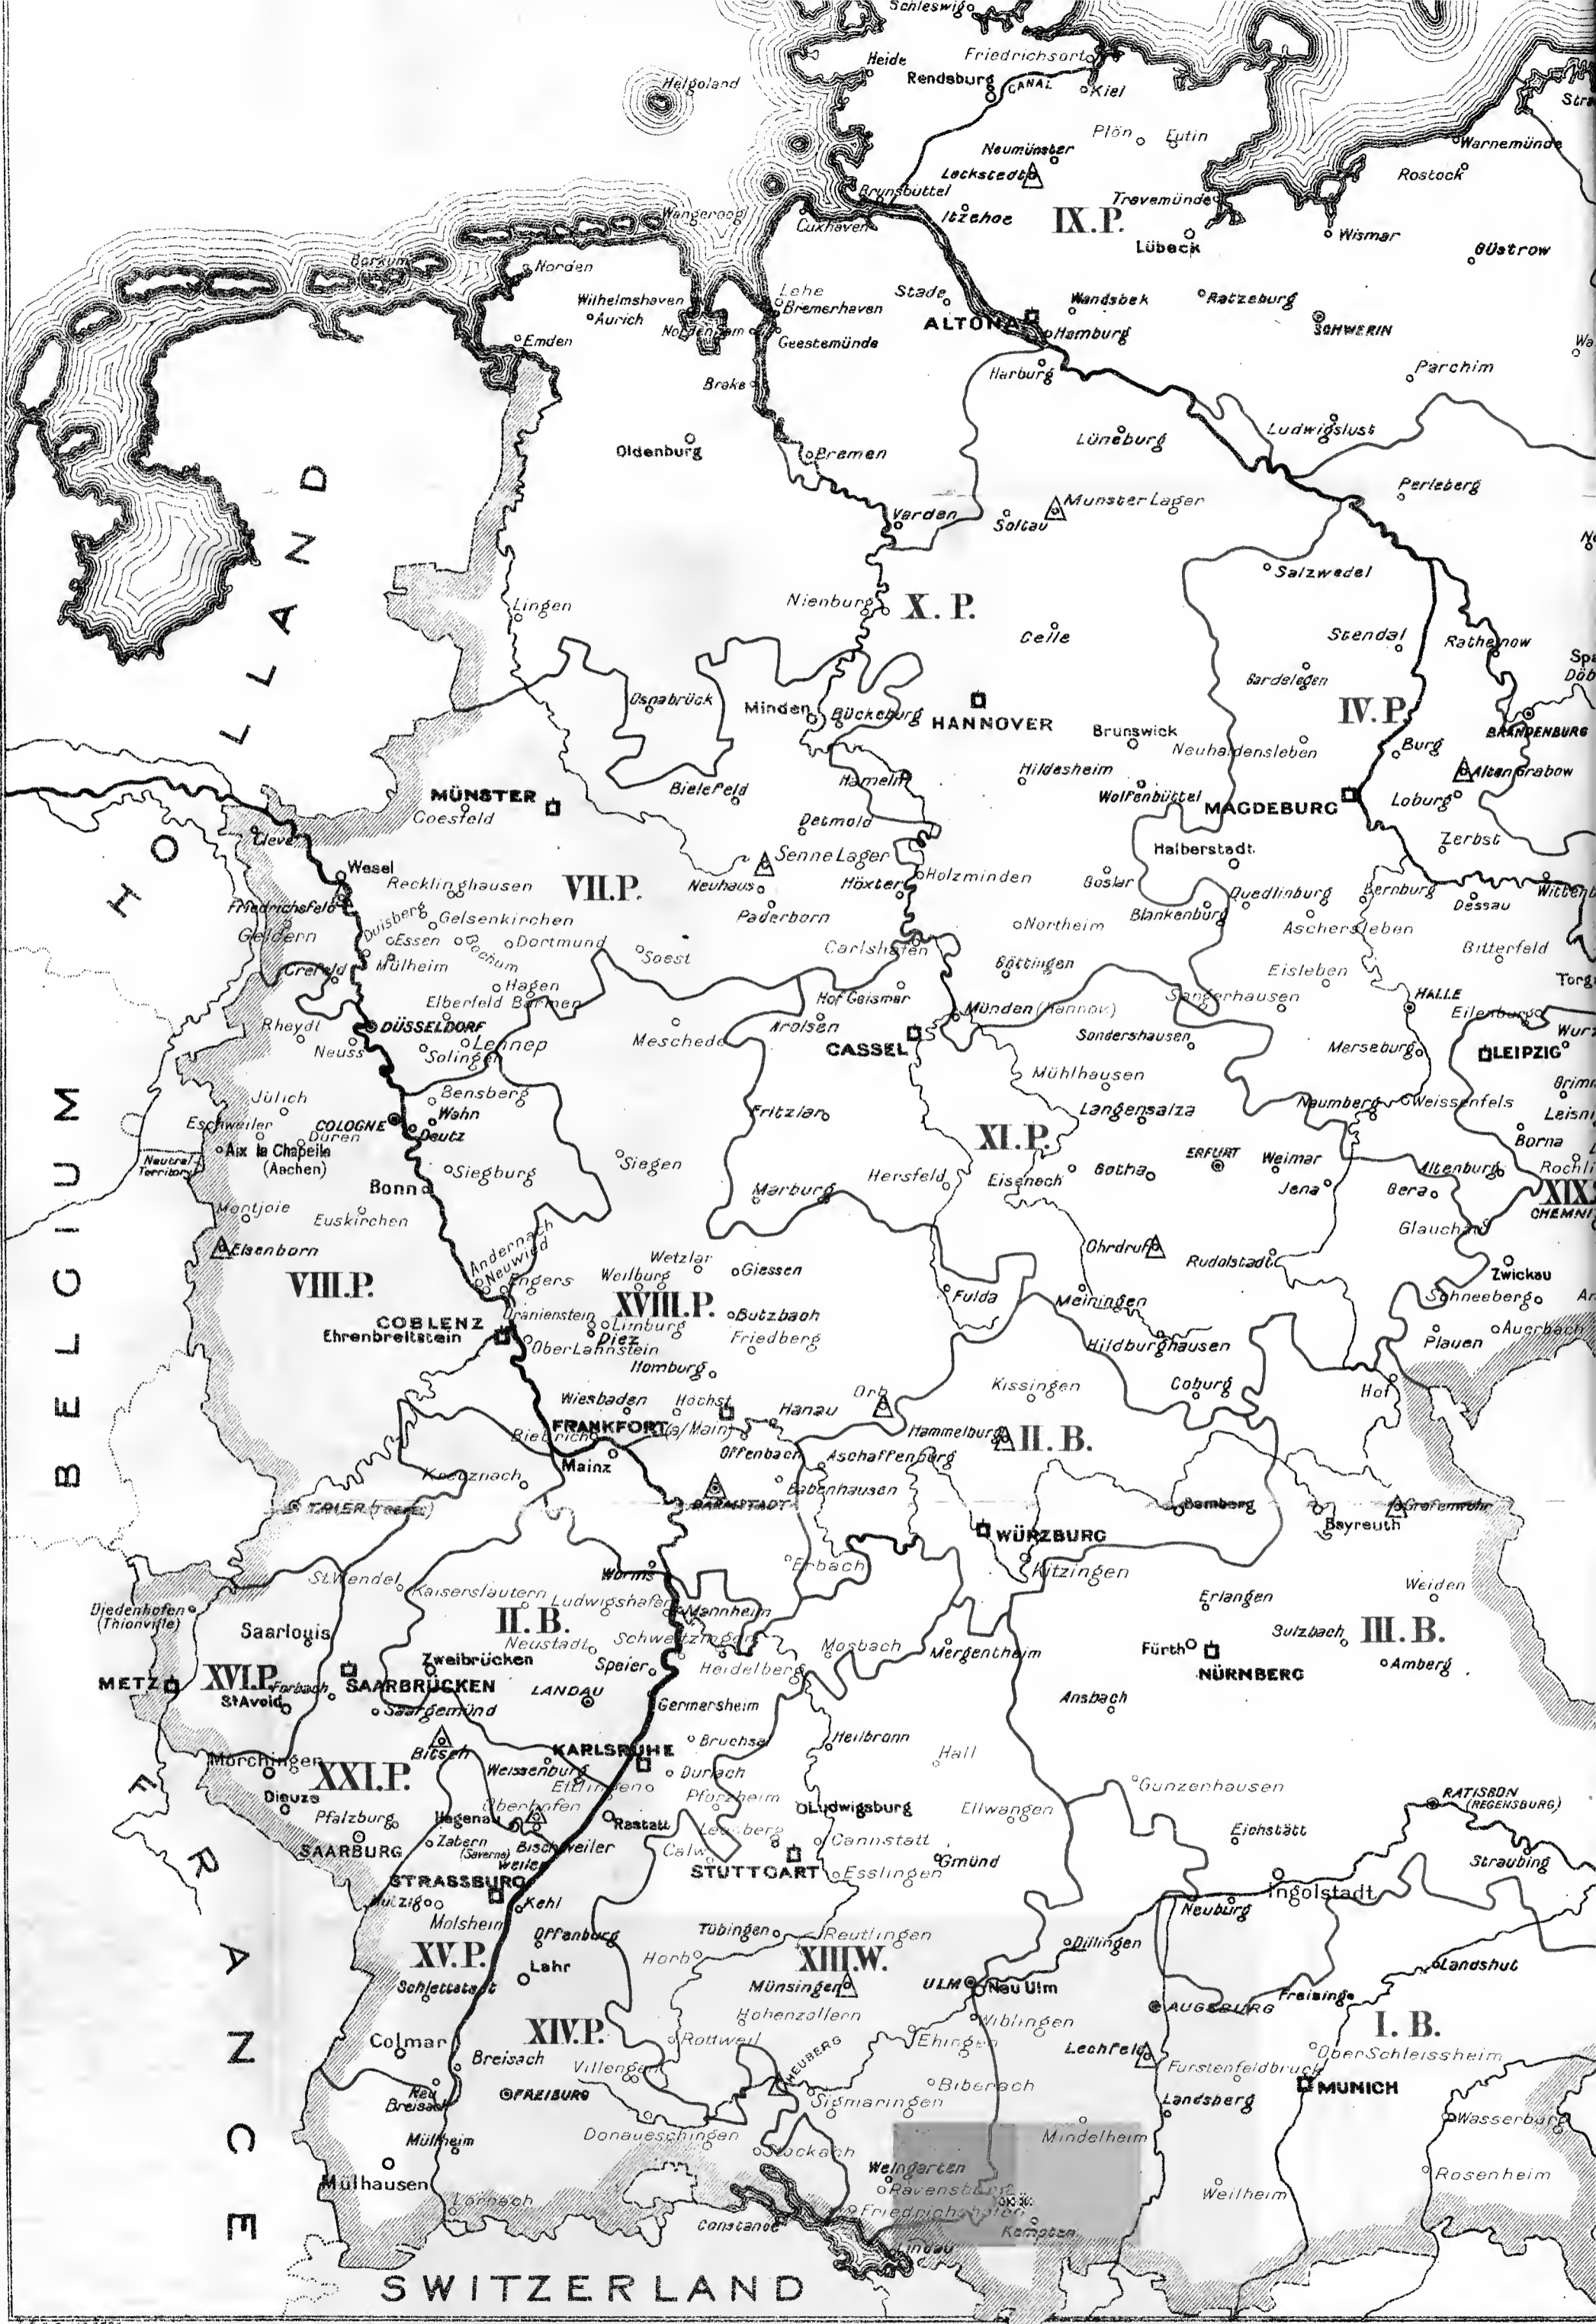 Schleswig
Heide
Friedrichsort
Helgoland
Rendsburg
CANAL
Kiel
Plön
Eutin
Neumünster
Warnemünde
Lockstedt
Rostock
Brunsbüttel
Travemünde
Wangeroog
Itzehoe
IX.P.
Cuxhaven
Wismar
Lübeck
Güstrow
Borkum
Norden
Lehe
Stade
Wandsbek
Ratzeburg
Wilhelmshaven
Bremerhaven
Aurich
ALTONA
Hamburg
SCHWERIN
Emden
Geestemünde
Harburg
Parchim
Brake
Ludwigslust
Lüneburg
Oldenburg
Bremen
Perleberg
Munster Lager
Verden
Soltau
HOLLAND
Salzwedel
Lingen
Nienburg
X. P.
Celle
Stendal
Rathenow
Gardelegen
Osnabrück
Minden
Bückeburg
HANNOVER
IV. P.
Brunswick
BRANDENBURG
Neuhaldensleben
Burg
Hildesheim
Altengrabow
Hameln
Bielefeld
MÜNSTER
Wolfenbüttel
MAGDEBURG
Loburg
Coesfeld
Detmold
Cleve
Zerbst
Halberstadt
Senne Lager
Wesel
Recklinghausen
VII.P.
Neuhaus
Höxter
Holzminden
Goslar
Quedlinburg
Bernburg
Friedrichsfeld
Dessau
Duisberg
Gelsenkirchen
Paderborn
Blankenburg
Northeim
Aschersleben
Geldern
Essen
Bochum
Dortmund
Soest
Carlshafen
Bitterfeld
Crefeld
Mülheim
Göttingen
Eisleben
Hagen
Elberfeld Barmen
Hof Geismar
Sangerhausen
HALLE
Münden (Hannov.)
Eilenburg
Rheydt
DÜSSELDORF
Arolsen
Neuss
Lennep
Meschede
CASSEL
Sondershausen
Merseburg
LEIPZIG
Solingen
Mühlhausen
Jülich
Bensberg
Naumberg
Weissenfels
Wahn
Langensalza
Fritzlar
Eschweiler
COLOGNE
Deutz
Düren
XI.P.
Borna
Aix la Chapelle
(Aachen)
ERFURT
Weimar
Neutral
Territory
Siegburg
Siegen
Hersfeld
Eisenach
Gotha
Altenburg
Bonn
Marburg
Jena
Gera
Montjoie
Euskirchen
Glauchau
Elsenborn
Andernach
Neuwied
Wetzlar
Giessen
Ohrdruf
Rudolstadt
Zwickau
BELGIUM
VIII.P.
Engers
Weilburg
XVIII.P.
Fulda
Meiningen
Schneeberg
COBLENZ
Oranienstein
Limburg
Butzbach
Ehrenbreitstein
Diez
Friedberg
Plauen
Auerbach
Ober Lahnstein
Hildburghausen
Homburg
Orb
Kissingen
Coburg
Hof
Wiesbaden
Höchst
Hanau
FRANKFORT
(a/Main)
Hammelburg
II. B.
Biebrich
Offenbach
Aschaffenburg
Mainz
Kreuznach
Babenhausen
TRIER
DARMSTADT
Bamberg
Grafenwöhr
Bayreuth
WÜRZBURG
Worms
Erbach
Kitzingen
St. Wendel
Kaiserslautern
Ludwigshafen
Erlangen
Weiden
Diedenhofen
(Thionville)
Mannheim
II. B.
Saarlouis
Neustadt
Schwetzingen
Mosbach
Sulzbach
III. B.
Mergentheim
Fürth
Zweibrücken
Speier
Heidelberg
METZ
XVI.P.
Forbach
SAARBRÜCKEN
NÜRNBERG
Amberg
St Avold
LANDAU
Saargemünd
Germersheim
Ansbach
Bitsch
KARLSRUHE
Bruchsal
Heilbronn
Hall
Mörchingen
XXI.P.
Weissenburg
Durlach
Gunzenhausen
Ettlingen
Dieuze
Pforzheim
RATISBON
(REGENSBURG)
Oberhofen
Pfalzburg
Hagenau
Rastatt
Ludwigsburg
Ellwangen
Zabern
(Saverne)
Bischweiler
Eichstätt
SAARBURG
Weiler
Calw
Cannstatt
Gmünd
Straubing
STRASSBURG
STUTTGART
Esslingen
Kehl
Ingolstadt
Molsheim
Neuburg
Offenburg
Tübingen
Reutlingen
Dillingen
XV.P.
Horb
XIII.W.
Lahr
Landshut
Schlettstadt
Münsingen
ULM
Neu Ulm
Freising
AUGSBURG
Hohenzollern
Wiblingen
I. B.
Colmar
XIV.P.
Rottweil
Ehingen
Lechfeld
Ober Schleissheim
Breisach
Villengen
HEUBERG
Furstenfeldbruck
FREIBURG
Biberach
MUNICH
Neu
Breisach
Sigmaringen
Landsberg
Wasserburg
Donaueschingen
Mindelheim
Müllheim
Stockach
FRANCE
Weingarten
Rosenheim
Mülhausen
Ravensburg
Weilheim
Lörrach
Friedrichshafen
Constance
Kempten
Lindau
SWITZERLAND